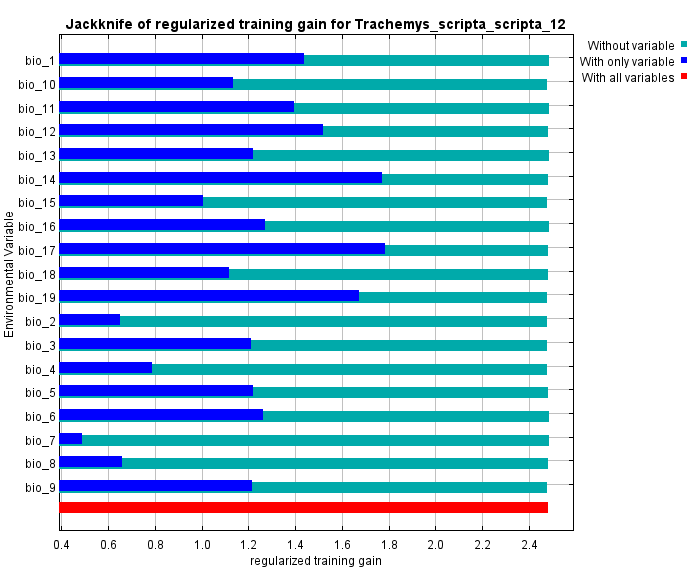 Jackknife of regularized training gain for Trachemys_scripta_scripta_12
Without variable
With only variable
With all variables
Environmental Variable
bio_1
bio_10
bio_11
bio_12
bio_13
bio_14
bio_15
bio_16
bio_17
bio_18
bio_19
bio_2
bio_3
bio_4
bio_5
bio_6
bio_7
bio_8
bio_9
0.4 0.6 0.8 1.0 1.2 1.4 1.6 1.8 2.0 2.2 2.4
regularized training gain